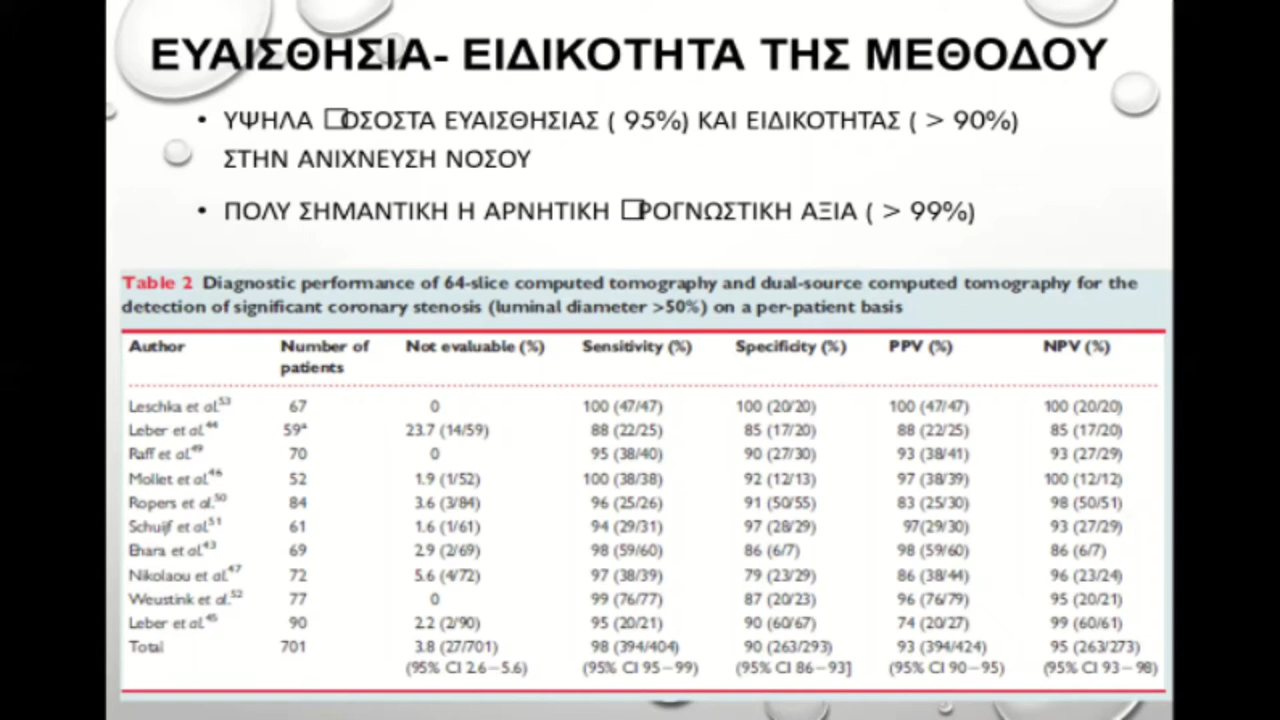 ΕΥΑΙΣΘΗΣΙΑ- ΕΙΔΙΚΟΤΗΤΑ ΤΗΣ ΜΕΘΟΔΟΥ
• ΥΨΗΛΑ □ΟΣΟΣΤΑ ΕΥΑΙΣΘΗΣΙΑΣ ( 95%) ΚΑΙ ΕΙΔΙΚΟΤΗΤΑΣ ( > 90%)
ΣΤΗΝ ΑΝΙΧΝΕΥΣΗ ΝΟΣΟΥ
• ΠΟΛΥ ΣΗΜΑΝΤΙΚΗ Η ΑΡΝΗΤΙΚΗ □ΡΟΓΝΩΣΤΙΚΗ ΑΞΙΑ ( > 99%)
Table 2 Diagnostic performance of 64-slice computed tomography and dual-source computed tomography for the
detection of significant coronary stenosis (luminal diameter >50%) on a per-patient basis
Author Number of patients Not evaluable (%) Sensitivity (%) Specificity (%) PPV (%) NPV (%)
Leschka et al.53 67 0 100 (47/47) 100 (20/20) 100 (47/47) 100 (20/20)
Leber et al.44 59a 23.7 (14/59) 88 (22/25) 85 (17/20) 88 (22/25) 85 (17/20)
Raff et al.49 70 0 95 (38/40) 90 (27/30) 93 (38/41) 93 (27/29)
Mollet et al.46 52 1.9 (1/52) 100 (38/38) 92 (12/13) 97 (38/39) 100 (12/12)
Ropers et al.50 84 3.6 (3/84) 96 (25/26) 91 (50/55) 83 (25/30) 98 (50/51)
Schuijf et al.51 61 1.6 (1/61) 94 (29/31) 97 (28/29) 97(29/30) 93 (27/29)
Ehara et al.43 69 2.9 (2/69) 98 (59/60) 86 (6/7) 98 (59/60) 86 (6/7)
Nikolaou et al.47 72 5.6 (4/72) 97 (38/39) 79 (23/29) 86 (38/44) 96 (23/24)
Weustink et al.52 77 0 99 (76/77) 87 (20/23) 96 (76/79) 95 (20/21)
Leber et al.45 90 2.2 (2/90) 95 (20/21) 90 (60/67) 74 (20/27) 99 (60/61)
Total 701 3.8 (27/701) 98 (394/404) 90 (263/293) 93 (394/424) 95 (263/273)
(95% CI 2.6–5.6) (95% CI 95–99) (95% CI 86–93] (95% CI 90–95) (95% CI 93–98)